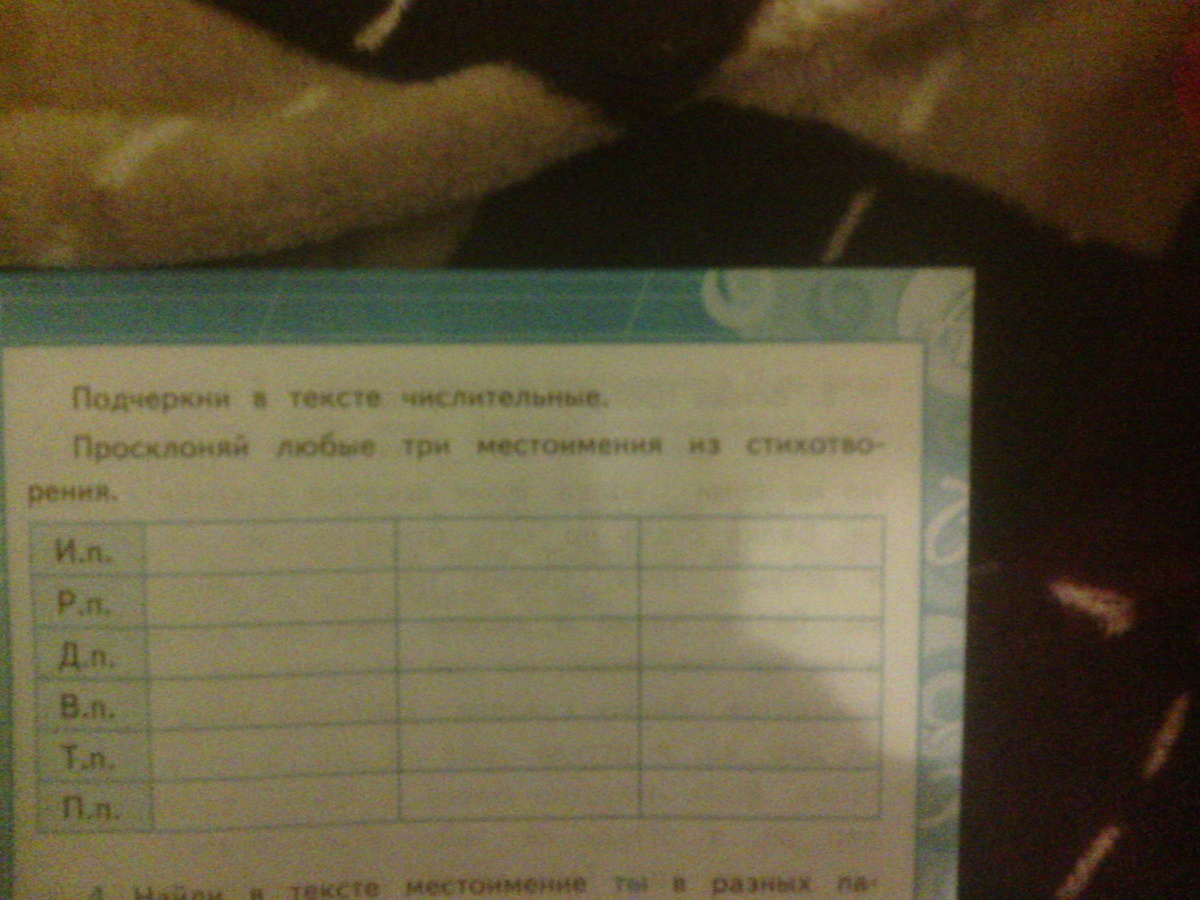 Подчеркни в тексте числительные.
Просклоняй любые три местоимения из стихотво-
рения.
И.п.
Р.п.
Д.п.
В.п.
Т.п.
П.п.
4. Найди в тексте местоимение ты в разных па-